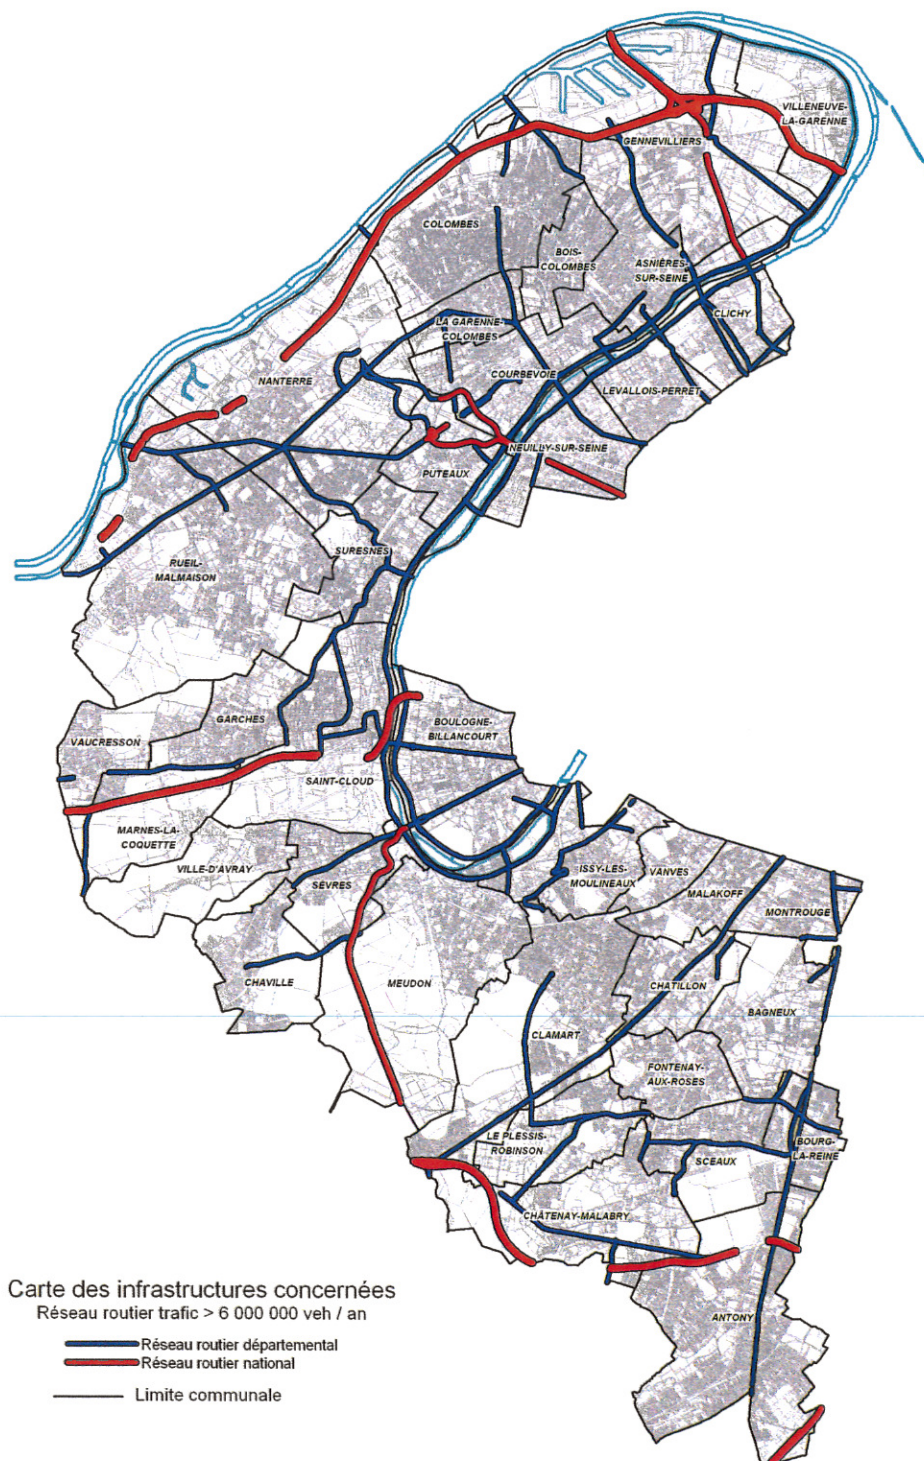 VILLENEUVE-
LA-GARENNE
GENNEVILLIERS
COLOMBES
BOIS-
COLOMBES
ASNIÈRES-
SUR-SEINE
CLICHY
LA GARENNE-
COLOMBES
COURBEVOIE
LEVALLOIS-PERRET
NANTERRE
NEUILLY-SUR-SEINE
PUTEAUX
SURESNES
RUEIL-
MALMAISON
GARCHES
VAUCRESSON
BOULOGNE-
BILLANCOURT
SAINT-CLOUD
MARNES-LA-
COQUETTE
VILLE-D'AVRAY
SÈVRES
ISSY-LES-
MOULINEAUX
VANVES
MALAKOFF
MONTROUGE
CHAVILLE
MEUDON
CHATILLON
BAGNEUX
CLAMART
FONTENAY-
AUX-ROSES
LE PLESSIS-
ROBINSON
SCEAUX
BOURG-
LA-REINE
CHÂTENAY-MALABRY
ANTONY
Carte des infrastructures concernées
Réseau routier trafic > 6 000 000 veh / an
Réseau routier départemental
Réseau routier national
Limite communale